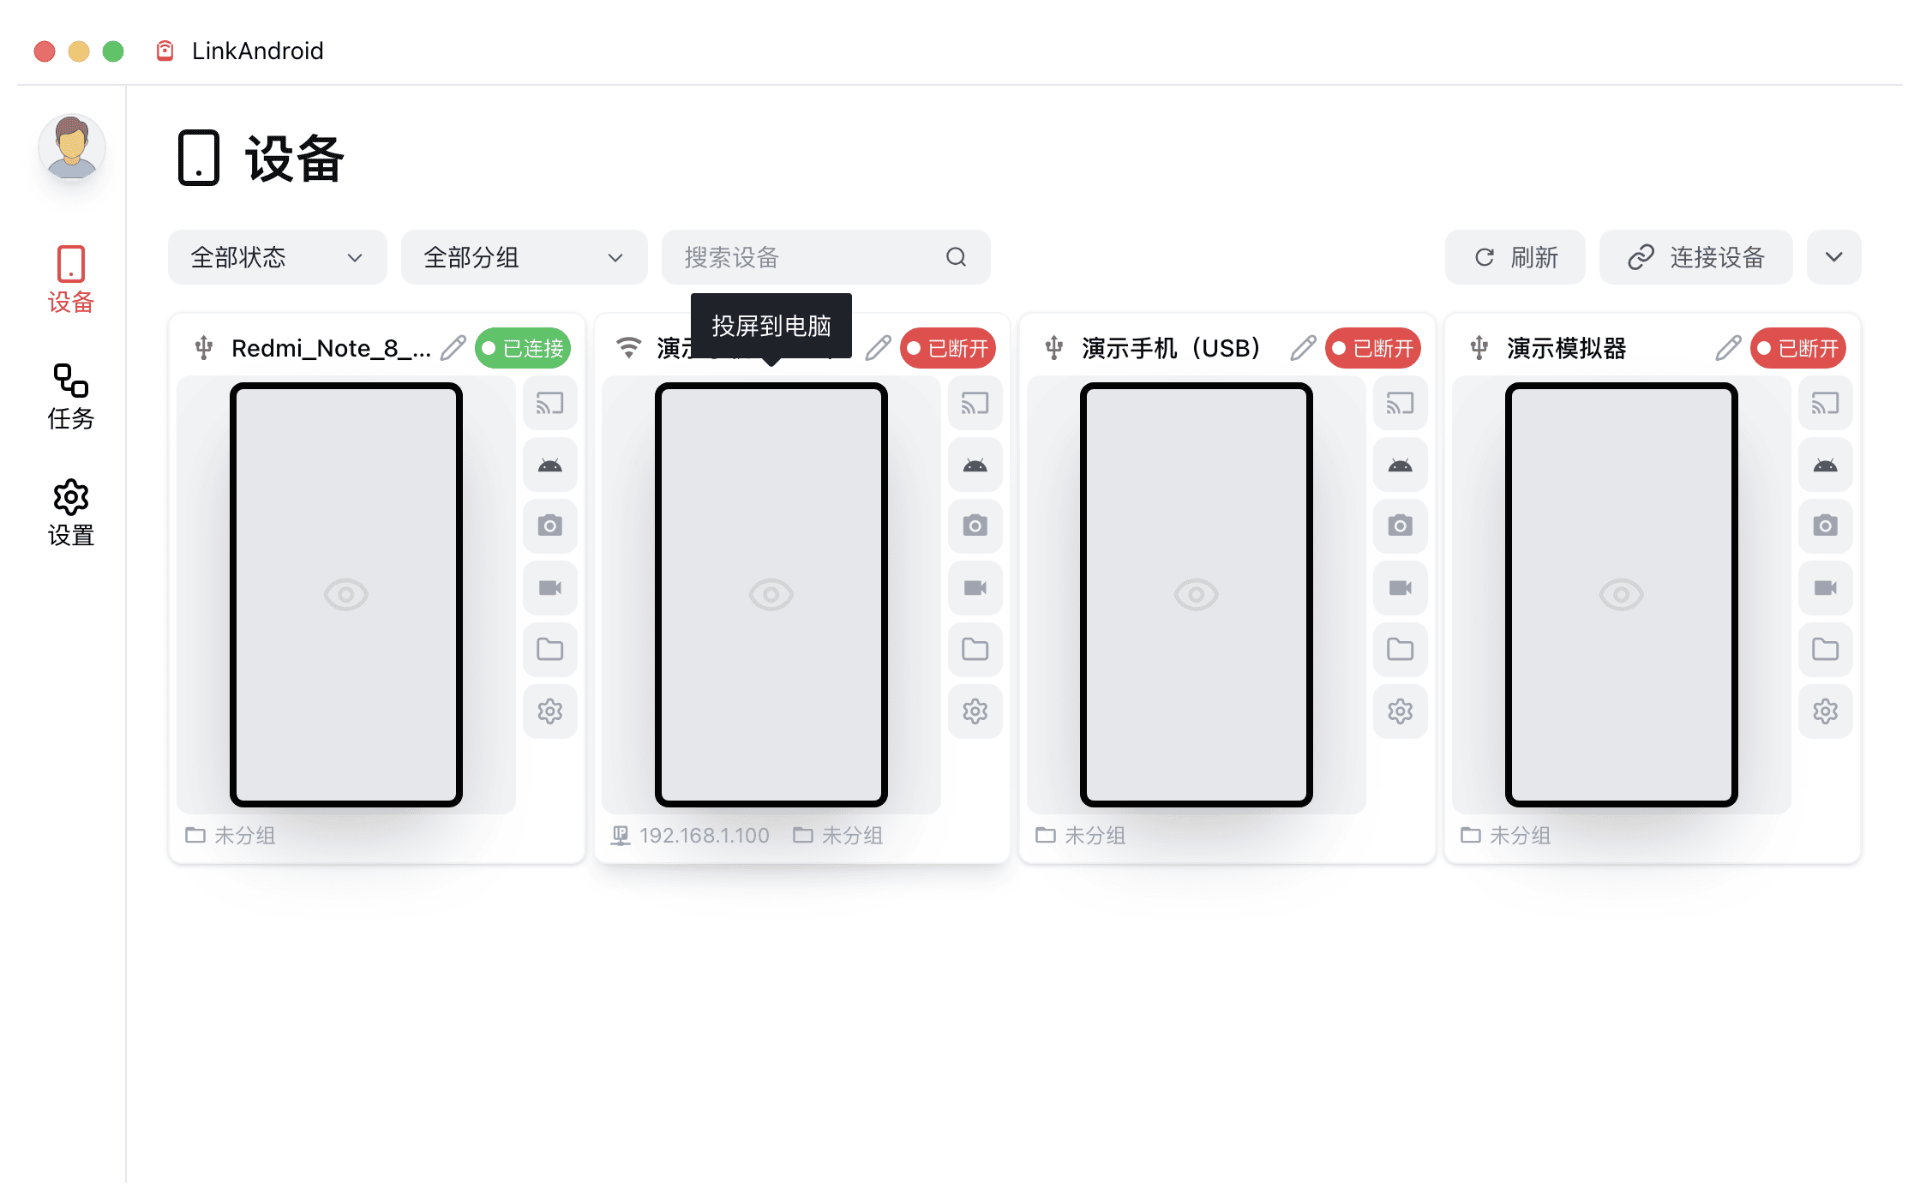 LinkAndroid
设备
设备
任务
设置
全部状态
全部分组
搜索设备
刷新
连接设备
投屏到电脑
Redmi_Note_8_...
已连接
演示
已断开
演示手机（USB）
已断开
演示模拟器
已断开
未分组
192.168.1.100
未分组
未分组
未分组